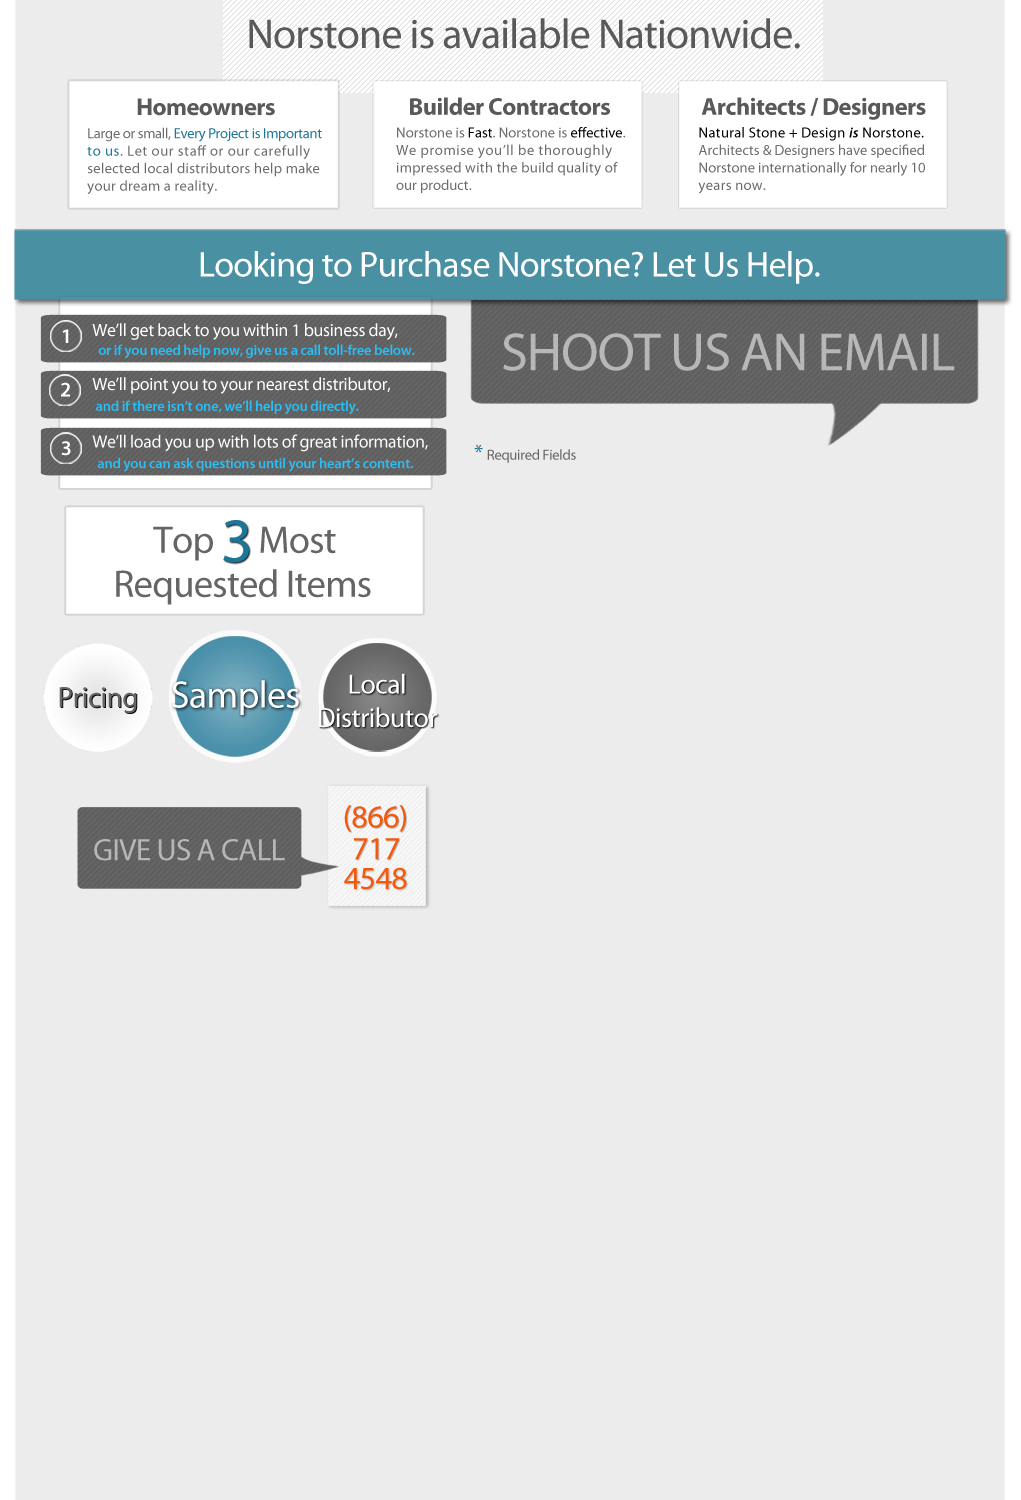 Norstone is available Nationwide.
Homeowners
Large or small, Every Project is Important
to us. Let our staff or our carefully
selected local distributors help make
your dream a reality.
Builder Contractors
Norstone is Fast. Norstone is effective.
We promise you'll be thoroughly
impressed with the build quality of
our product.
Architects / Designers
Natural Stone + Design is Norstone.
Architects & Designers have specified
Norstone internationally for nearly 10
years now.
Looking to Purchase Norstone? Let Us Help.
1
We'll get back to you within 1 business day,
or if you need help now, give us a call toll-free below.
2
We'll point you to your nearest distributor,
and if there isn't one, we'll help you directly.
3
We'll load you up with lots of great information,
and you can ask questions until your heart's content.
SHOOT US AN EMAIL
* Required Fields
Top 3 Most
Requested Items
Pricing
Samples
Local
Distributor
GIVE US A CALL
(866)
717
4548